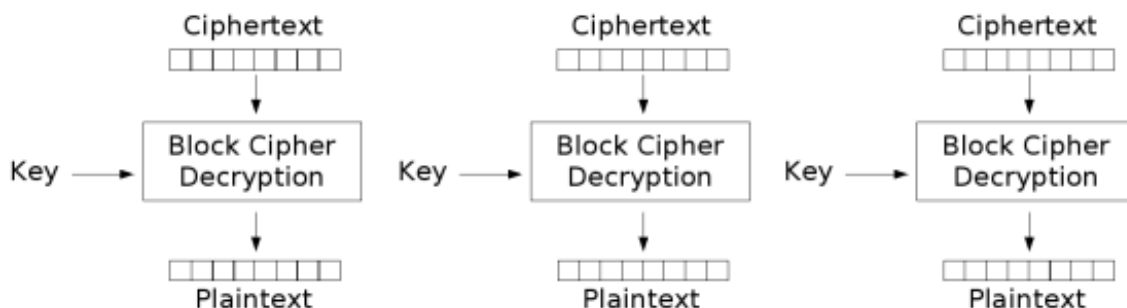 Ciphertext Ciphertext Ciphertext
Key Block Cipher Decryption Key Block Cipher Decryption Key Block Cipher Decryption
Plaintext Plaintext Plaintext